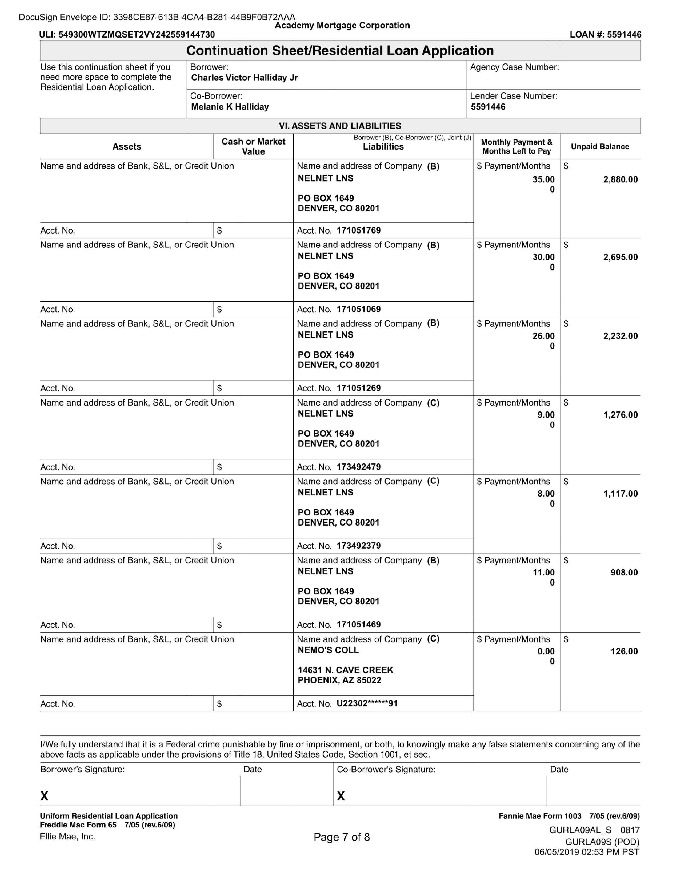 DocuSign Envelope ID: 3398CE87-613B-4CA4-B281-44B9F0B72AAA
Academy Mortgage Corporation
ULI: 549300WTZMQSET2VY242559144730 LOAN #: 5591446
Continuation Sheet/Residential Loan Application
Use this continuation sheet if you need more space to complete the Residential Loan Application.
Borrower:
Charles Victor Halliday Jr
Agency Case Number:
Co-Borrower:
Melanie K Halliday
Lender Case Number:
5591446
VI. ASSETS AND LIABILITIES
Borrower (B), Co-Borrower (C), Joint (J)
Assets Cash or Market Value Liabilities Monthly Payment & Months Left to Pay Unpaid Balance
Name and address of Bank, S&L, or Credit Union Name and address of Company (B) $ Payment/Months $
NELNET LNS 35.00 2,880.00
0
PO BOX 1649
DENVER, CO 80201
Acct. No. $ Acct. No. 171051769
Name and address of Bank, S&L, or Credit Union Name and address of Company (B) $ Payment/Months $
NELNET LNS 30.00 2,695.00
0
PO BOX 1649
DENVER, CO 80201
Acct. No. $ Acct. No. 171051069
Name and address of Bank, S&L, or Credit Union Name and address of Company (B) $ Payment/Months $
NELNET LNS 26.00 2,232.00
0
PO BOX 1649
DENVER, CO 80201
Acct. No. $ Acct. No. 171051269
Name and address of Bank, S&L, or Credit Union Name and address of Company (C) $ Payment/Months $
NELNET LNS 9.00 1,276.00
0
PO BOX 1649
DENVER, CO 80201
Acct. No. $ Acct. No. 173492479
Name and address of Bank, S&L, or Credit Union Name and address of Company (C) $ Payment/Months $
NELNET LNS 8.00 1,117.00
0
PO BOX 1649
DENVER, CO 80201
Acct. No. $ Acct. No. 173492379
Name and address of Bank, S&L, or Credit Union Name and address of Company (B) $ Payment/Months $
NELNET LNS 11.00 908.00
0
PO BOX 1649
DENVER, CO 80201
Acct. No. $ Acct. No. 171051469
Name and address of Bank, S&L, or Credit Union Name and address of Company (C) $ Payment/Months $
NEMO'S COLL 0.00 126.00
0
14631 N. CAVE CREEK
PHOENIX, AZ 85022
Acct. No. $ Acct. No. U22302******91
I/We fully understand that it is a Federal crime punishable by fine or imprisonment, or both, to knowingly make any false statements concerning any of the
above facts as applicable under the provisions of Title 18, United States Code, Section 1001, et seq.
Borrower's Signature: Date Co-Borrower's Signature: Date
X X
Uniform Residential Loan Application Fannie Mae Form 1003 7/05 (rev.6/09)
Freddie Mac Form 65 7/05 (rev.6/09)
Ellie Mae, Inc. Page 7 of 8 GURLA09AL_S 0817
GURLA09S (POD)
06/05/2019 02:53 PM PST